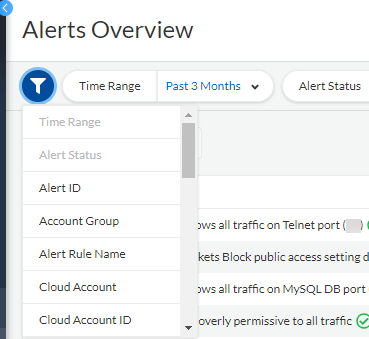 Alerts Overview
Time Range Past 3 Months Alert Status
Time Range
Alert Status
Alert ID
Account Group
ows all traffic on Telnet port ( )
Alert Rule Name
kets Block public access setting d
Cloud Account
ows all traffic on MySQL DB port
Cloud Account ID
overly permissive to all traffic